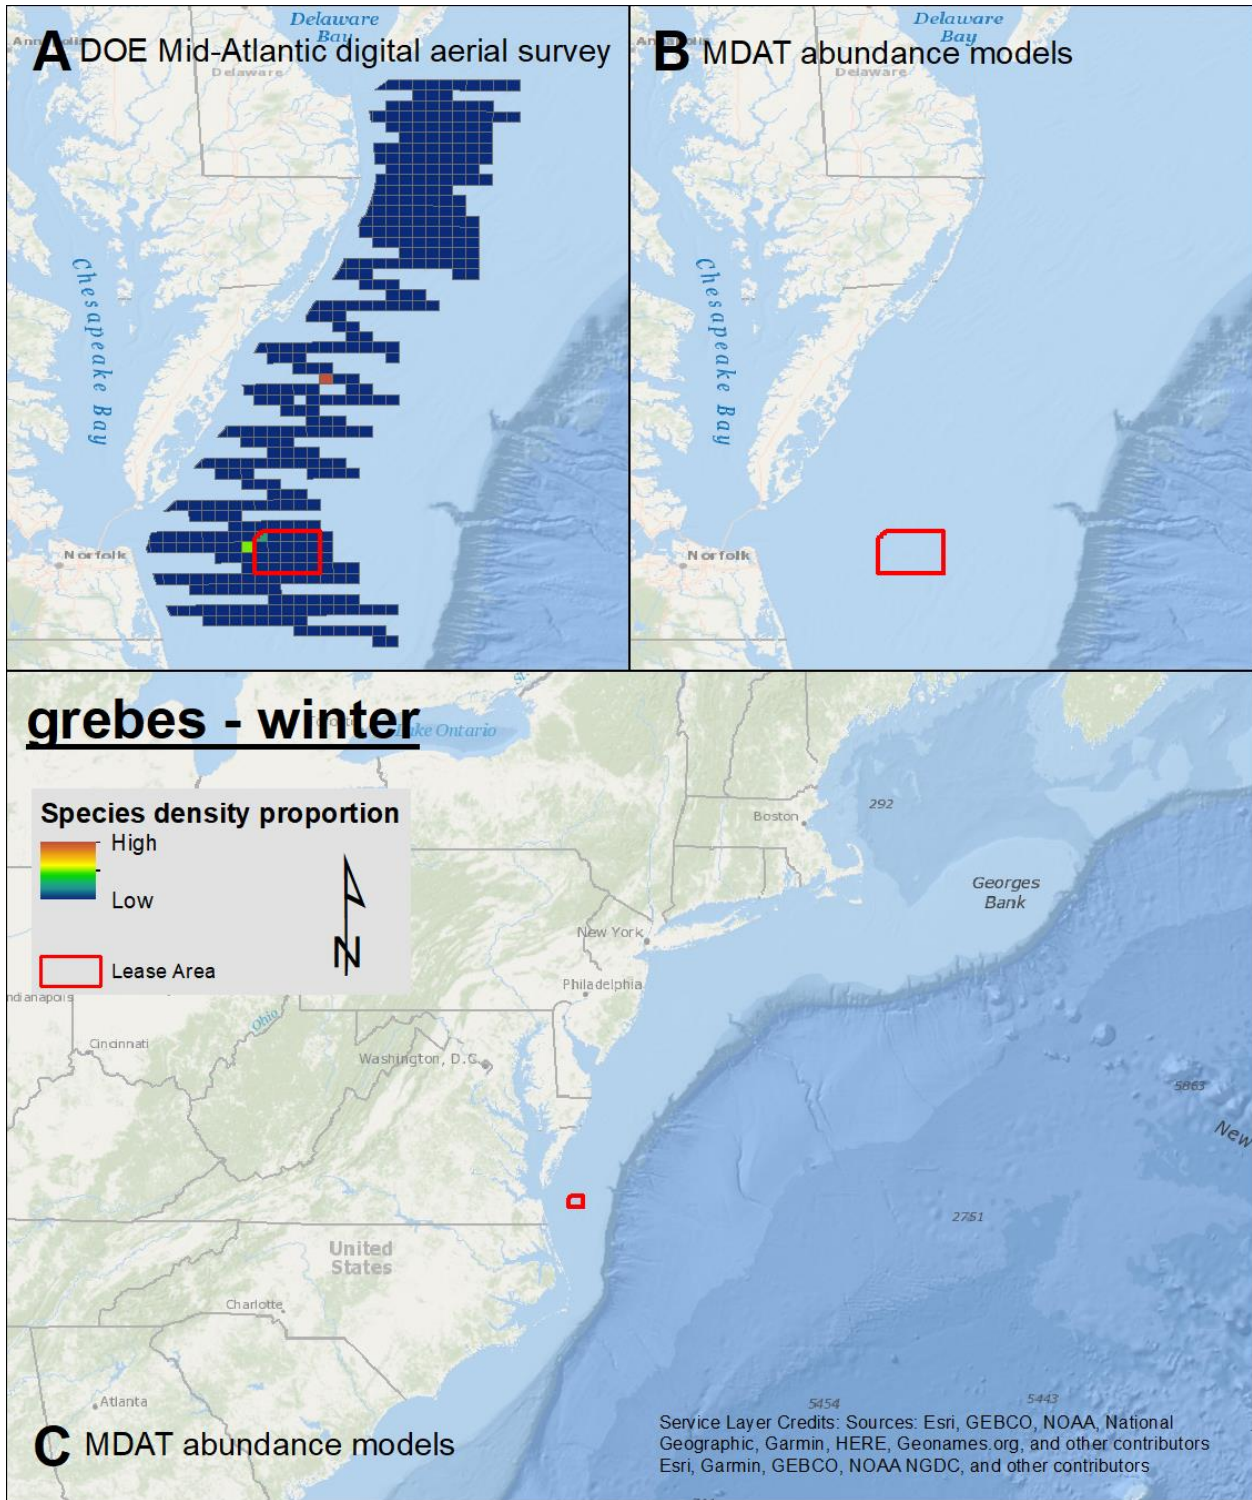 Delaware
Bay
A DOE Mid-Atlantic digital aerial survey
Delaware
Chesapeake Bay
Norfolk
Delaware
Bay
B MDAT abundance models
Delaware
Chesapeake Bay
Norfolk
grebes - winter
Lake Ontario
Species density proportion
High
Low
N
Lease Area
292
Boston
Georges
Bank
New York
Philadelphia
ndianapolis
Ohio
Cincinnati
Washington, D.C.
5863
New
2751
United
States
Charlotte
Atlanta
5454
5443
C MDAT abundance models
Service Layer Credits: Sources: Esri, GEBCO, NOAA, National
Geographic, Garmin, HERE, Geonames.org, and other contributors
Esri, Garmin, GEBCO, NOAA NGDC, and other contributors